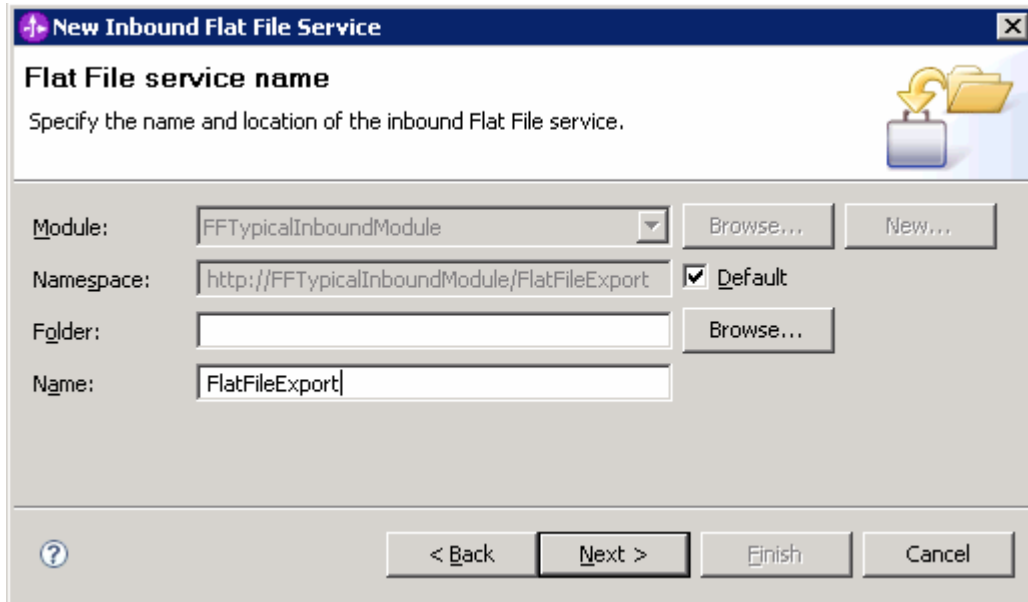 New Inbound Flat File Service
Flat File service name
Specify the name and location of the inbound Flat File service.
Module: FFTypicalInboundModule Browse... New...
Namespace: http://FFTypicalInboundModule/FlatFileExport Default
Folder: Browse...
Name: FlatFileExport
? < Back Next > Finish Cancel